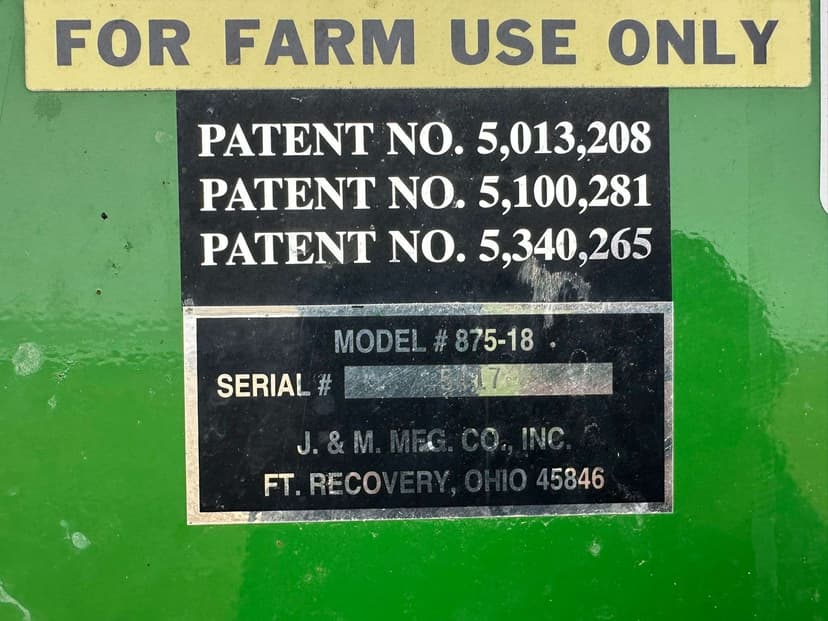 FOR FARM USE ONLY
PATENT NO. 5,013,208
PATENT NO. 5,100,281
PATENT NO. 5,340,265
MODEL # 875-18
SERIAL #
J. & M. MFG. CO., INC.
FT. RECOVERY, OHIO 45846